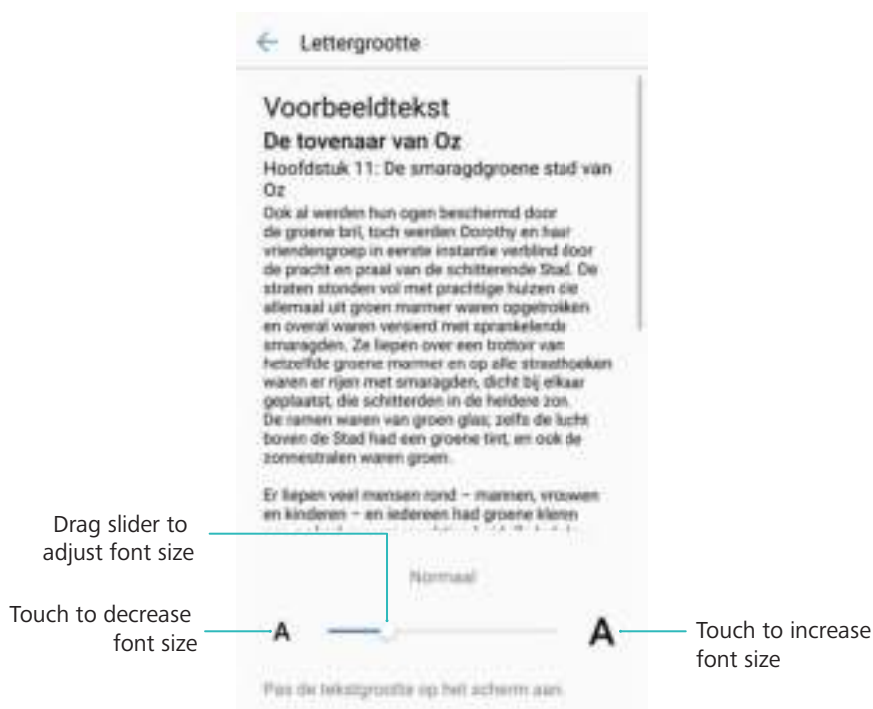 Lettergrootte
Voorbeeldtekst
De tovenaar van Oz
Hoofdstuk 11: De smaragdgroene stad van
Oz
Ook al werden hun ogen beschermd door
de groene bril, toch werden Dorothy en haar
vriendengroep in eerste instantie verblind door
de pracht en praal van de schitterende Stad. De
straten stonden vol met prachtige huizen die
allemaal uit groen marmer waren opgetrokken
en overal waren versierd met sprankelende
smaragden. Ze liepen over een trottoir van
hetzelfde groene marmer en op alle straathoeken
waren er rijen met smaragden, dicht bij elkaar
geplaatst, die schitterden in de heldere zon.
De ramen waren van groen glas; zelfs de lucht
boven de Stad had een groene tint, en ook de
zonnestralen waren groen.
Er liepen veel mensen rond – mannen, vrouwen
en kinderen – en iedereen had groene kleren
Drag slider to
adjust font size
Normaal
Touch to decrease
font size
A
A
Touch to increase
font size
Pas de tekstgrootte op het scherm aan.